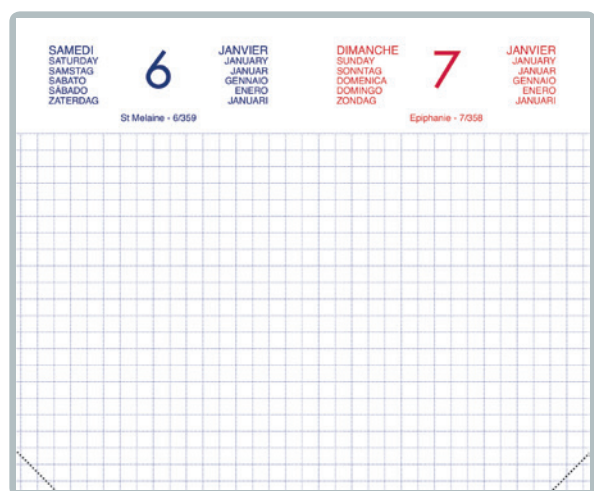 SAMEDI
SATURDAY
SAMSTAG
SABATO
SÁBADO
ZATERDAG
6
JANVIER
JANUARY
JANUAR
GENNAIO
ENERO
JANUARI
St Melaine - 6/359
DIMANCHE
SUNDAY
SONNTAG
DOMENICA
DOMINGO
ZONDAG
7
JANVIER
JANUARY
JANUAR
GENNAIO
ENERO
JANUARI
Epiphanie - 7/358